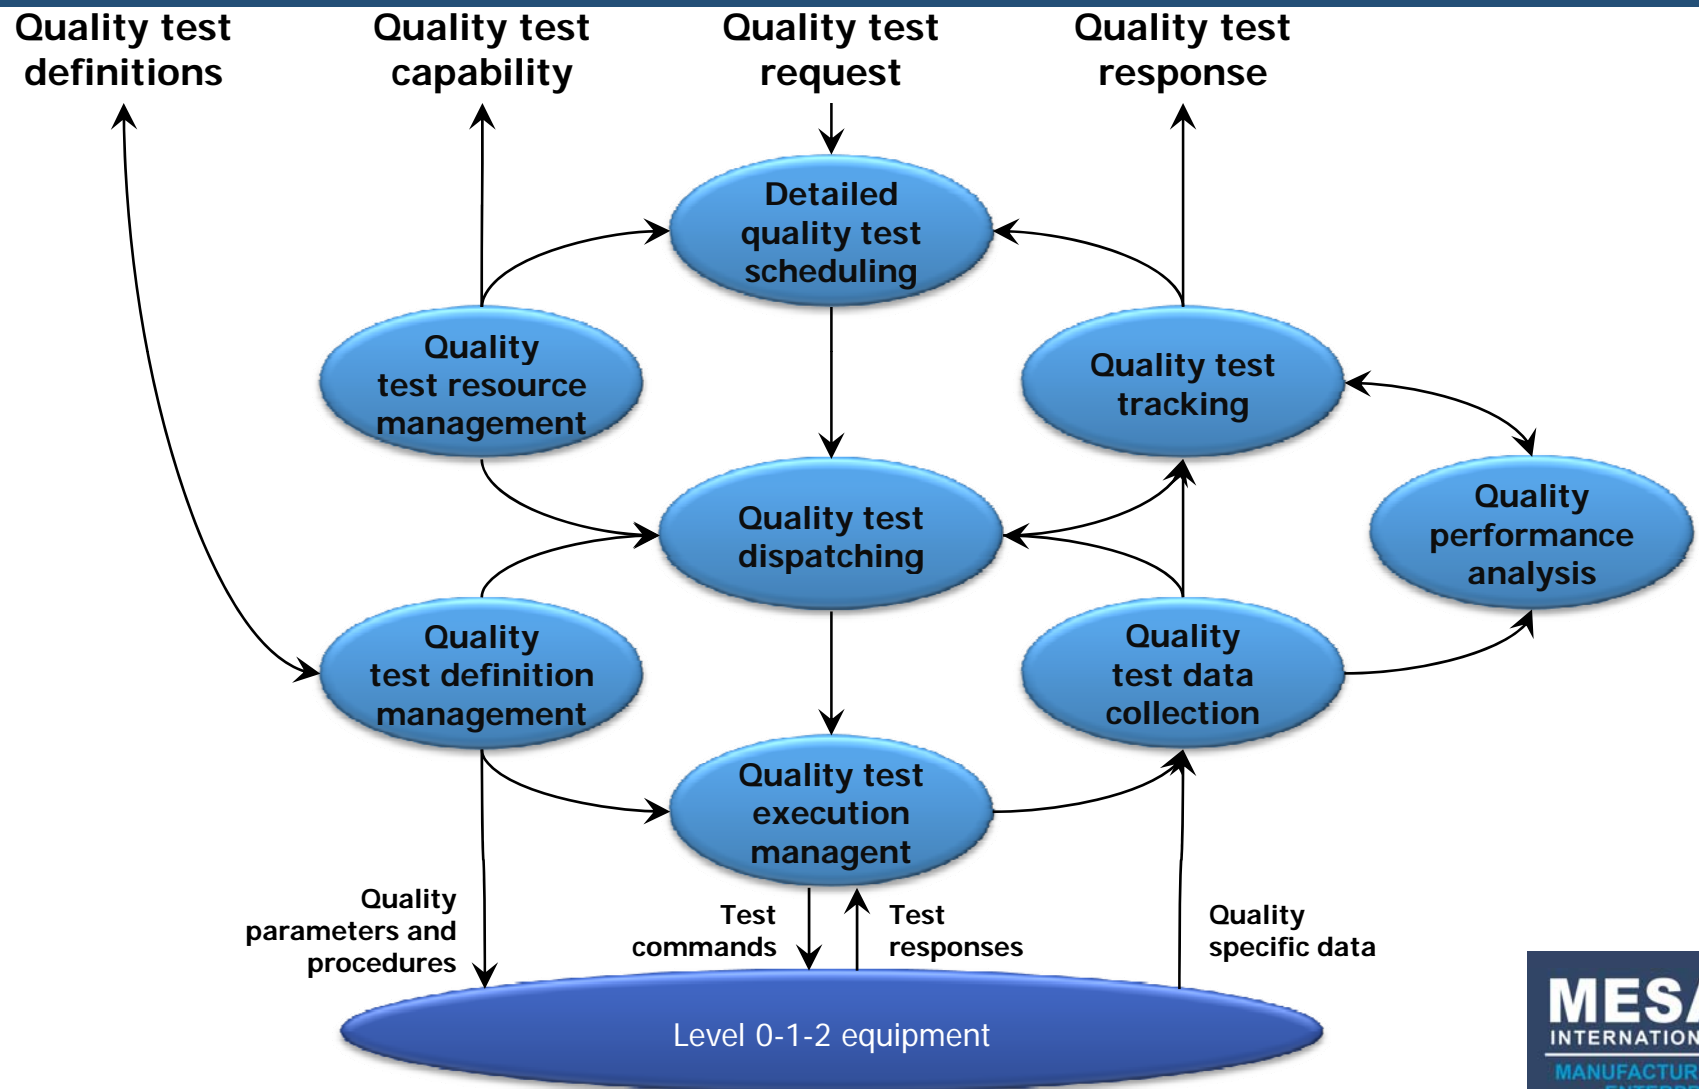 Quality test
definitions
Quality test
capability
Quality test
request
Quality test
response
Detailed
quality test
scheduling
Quality
test resource
management
Quality test
tracking
Quality test
dispatching
Quality
performance
analysis
Quality
test definition
management
Quality
test data
collection
Quality test
execution
managent
Quality
parameters and
procedures
Test
commands
Test
responses
Quality
specific data
Level 0-1-2 equipment
MESA
INTERNATION
MANUFACTUR